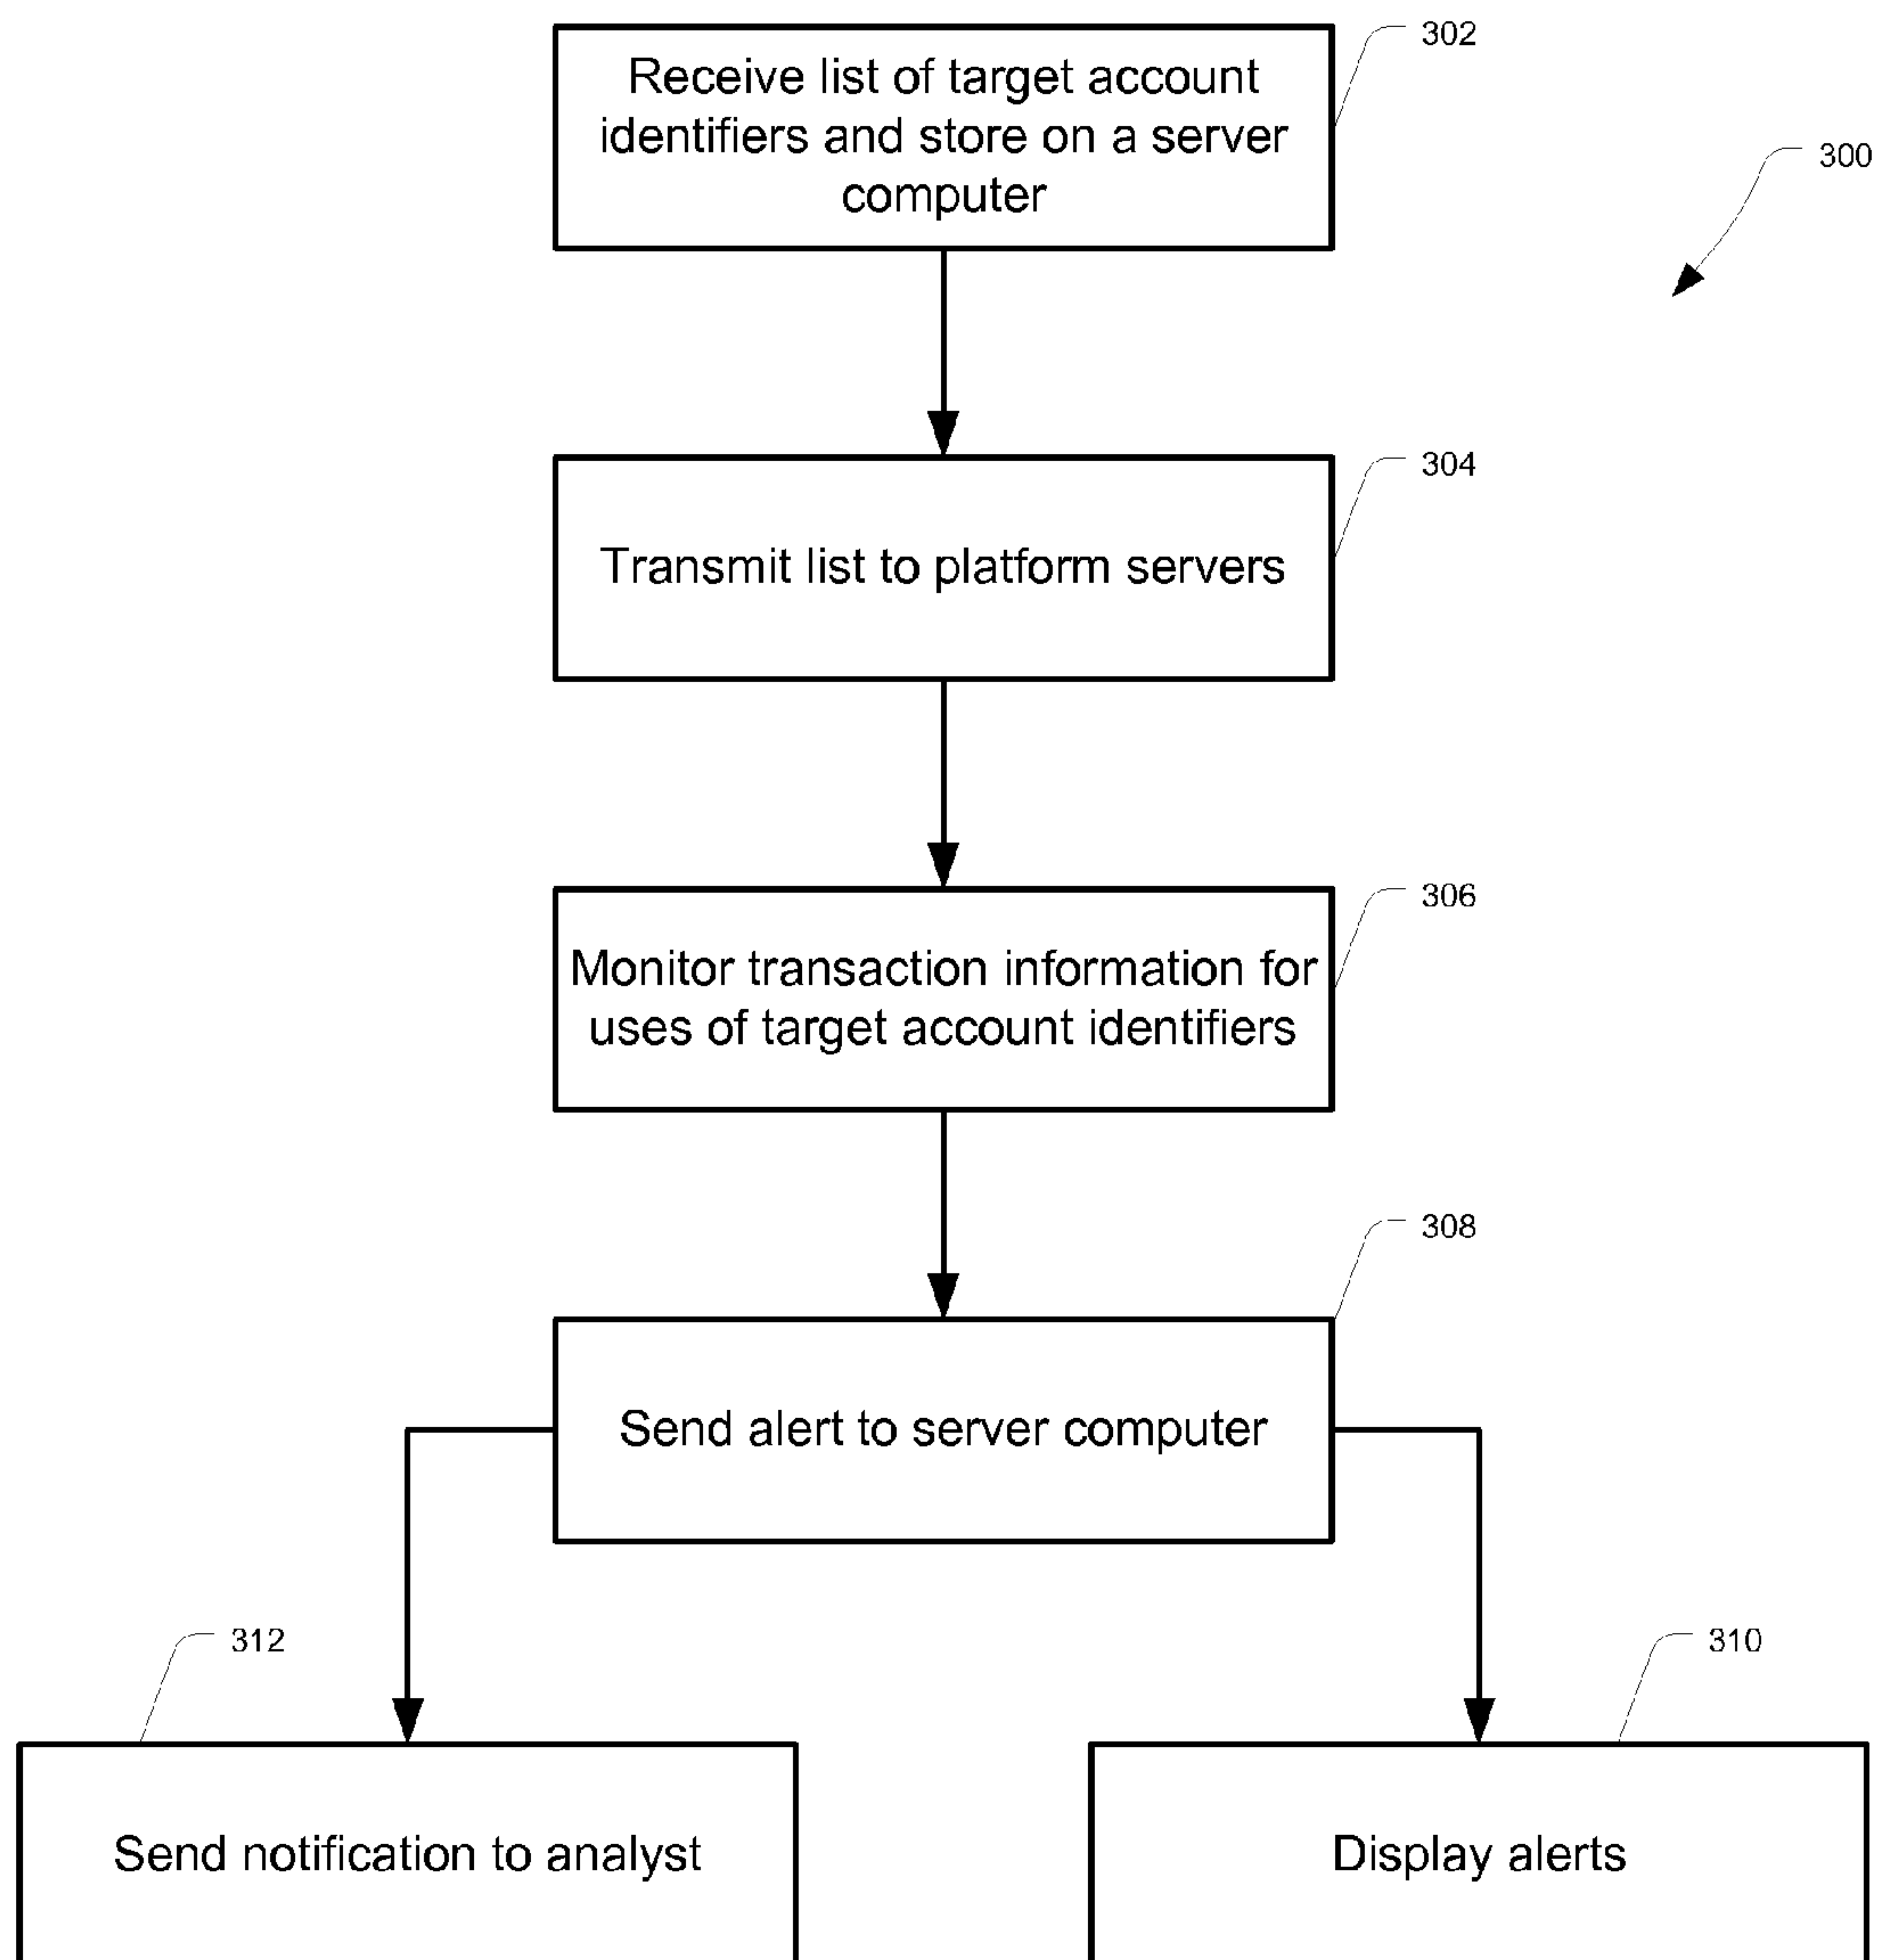 302
Receive list of target account
identifiers and store on a server
computer
300
304
Transmit list to platform servers
306
Monitor transaction information for
uses of target account identifiers
308
Send alert to server computer
312
310
Send notification to analyst
Display alerts